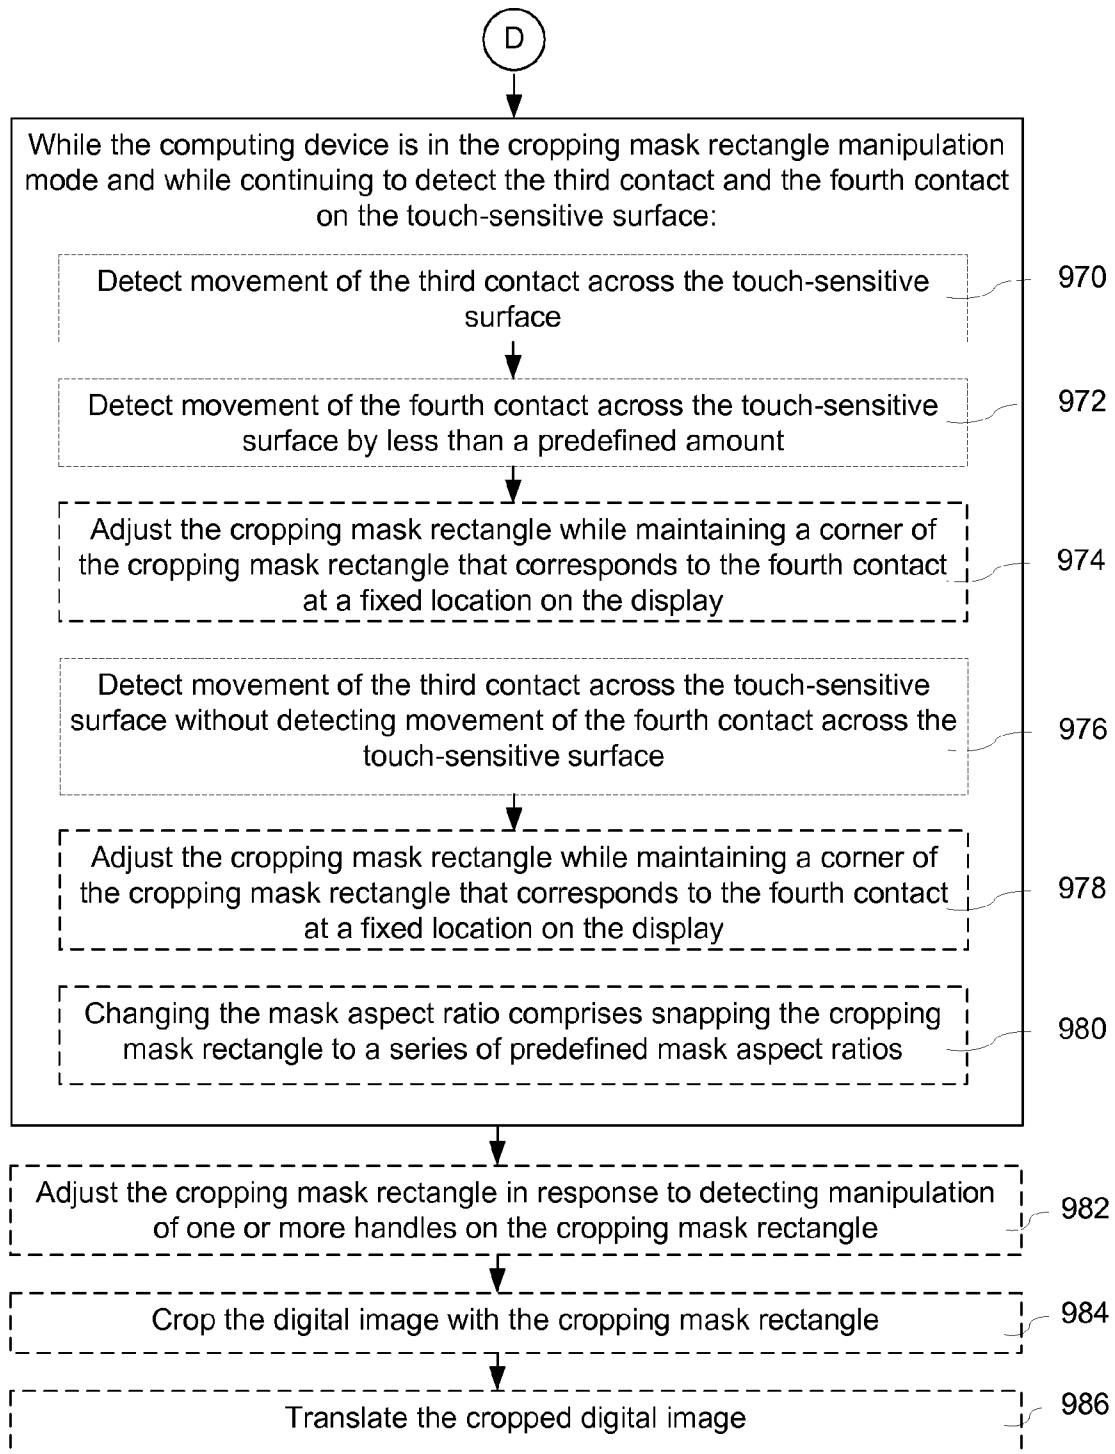 D
While the computing device is in the cropping mask rectangle manipulation
mode and while continuing to detect the third contact and the fourth contact
on the touch-sensitive surface:
Detect movement of the third contact across the touch-sensitive
surface
970
Detect movement of the fourth contact across the touch-sensitive
surface by less than a predefined amount
972
Adjust the cropping mask rectangle while maintaining a corner of
the cropping mask rectangle that corresponds to the fourth contact
at a fixed location on the display
974
Detect movement of the third contact across the touch-sensitive
surface without detecting movement of the fourth contact across the
touch-sensitive surface
976
Adjust the cropping mask rectangle while maintaining a corner of
the cropping mask rectangle that corresponds to the fourth contact
at a fixed location on the display
978
Changing the mask aspect ratio comprises snapping the cropping
mask rectangle to a series of predefined mask aspect ratios
980
Adjust the cropping mask rectangle in response to detecting manipulation
of one or more handles on the cropping mask rectangle
982
Crop the digital image with the cropping mask rectangle
984
Translate the cropped digital image
986